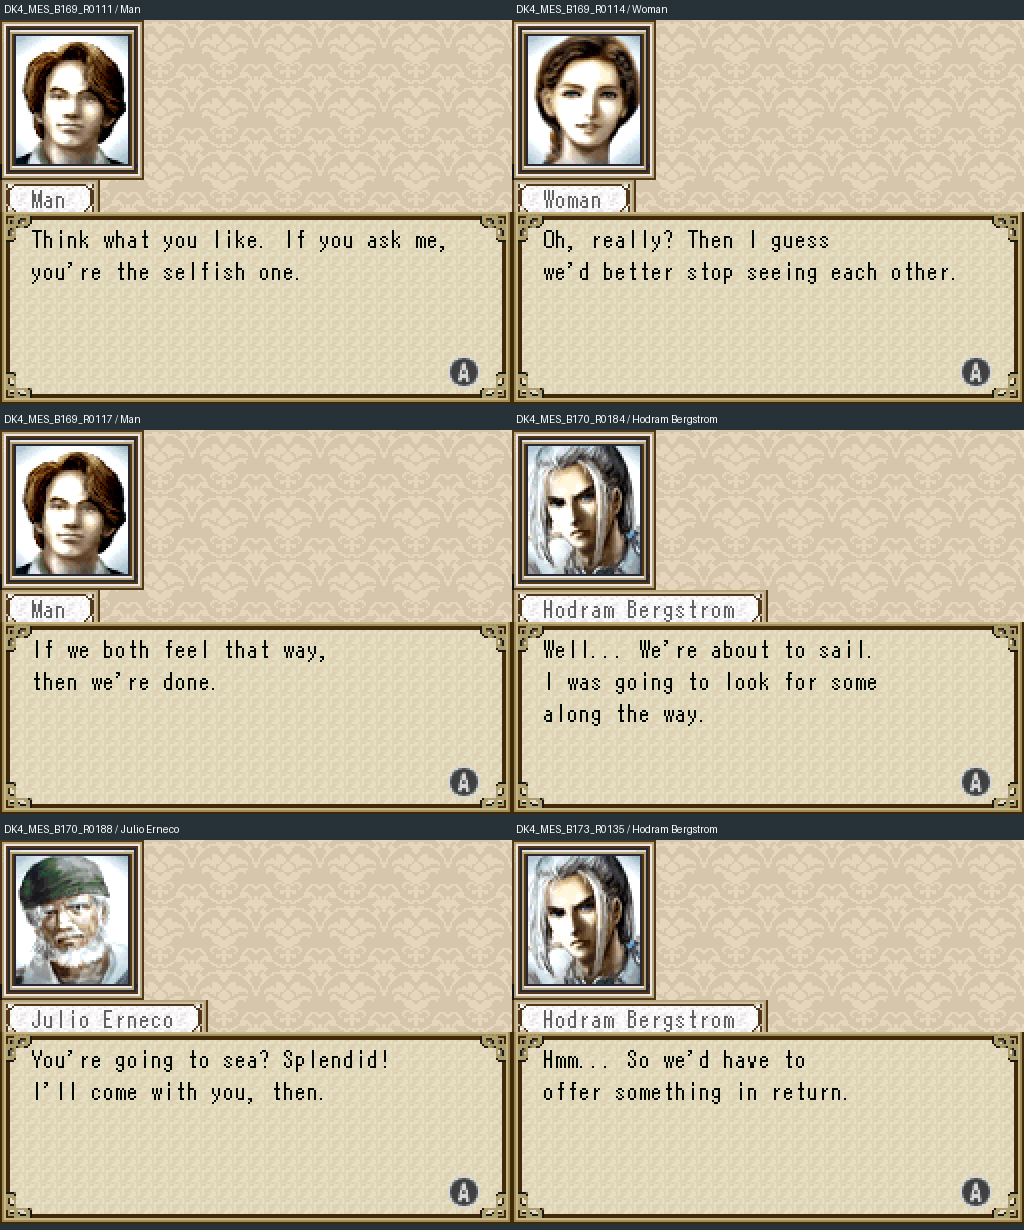 DK4_MES_B169_R0111 / Man
Man
Think what you like. If you ask me,
you're the selfish one.
A
DK4_MES_B169_R0114 / Woman
Woman
Oh, really? Then I guess
we'd better stop seeing each other.
A
DK4_MES_B169_R0117 / Man
Man
If we both feel that way,
then we're done.
A
DK4_MES_B170_R0184 / Hodram Bergstrom
Hodram Bergstrom
Well... We're about to sail.
I was going to look for some
along the way.
A
DK4_MES_B170_R0188 / Julio Erneco
Julio Erneco
You're going to sea? Splendid!
I'll come with you, then.
A
DK4_MES_B173_R0135 / Hodram Bergstrom
Hodram Bergstrom
Hmm... So we'd have to
offer something in return.
A